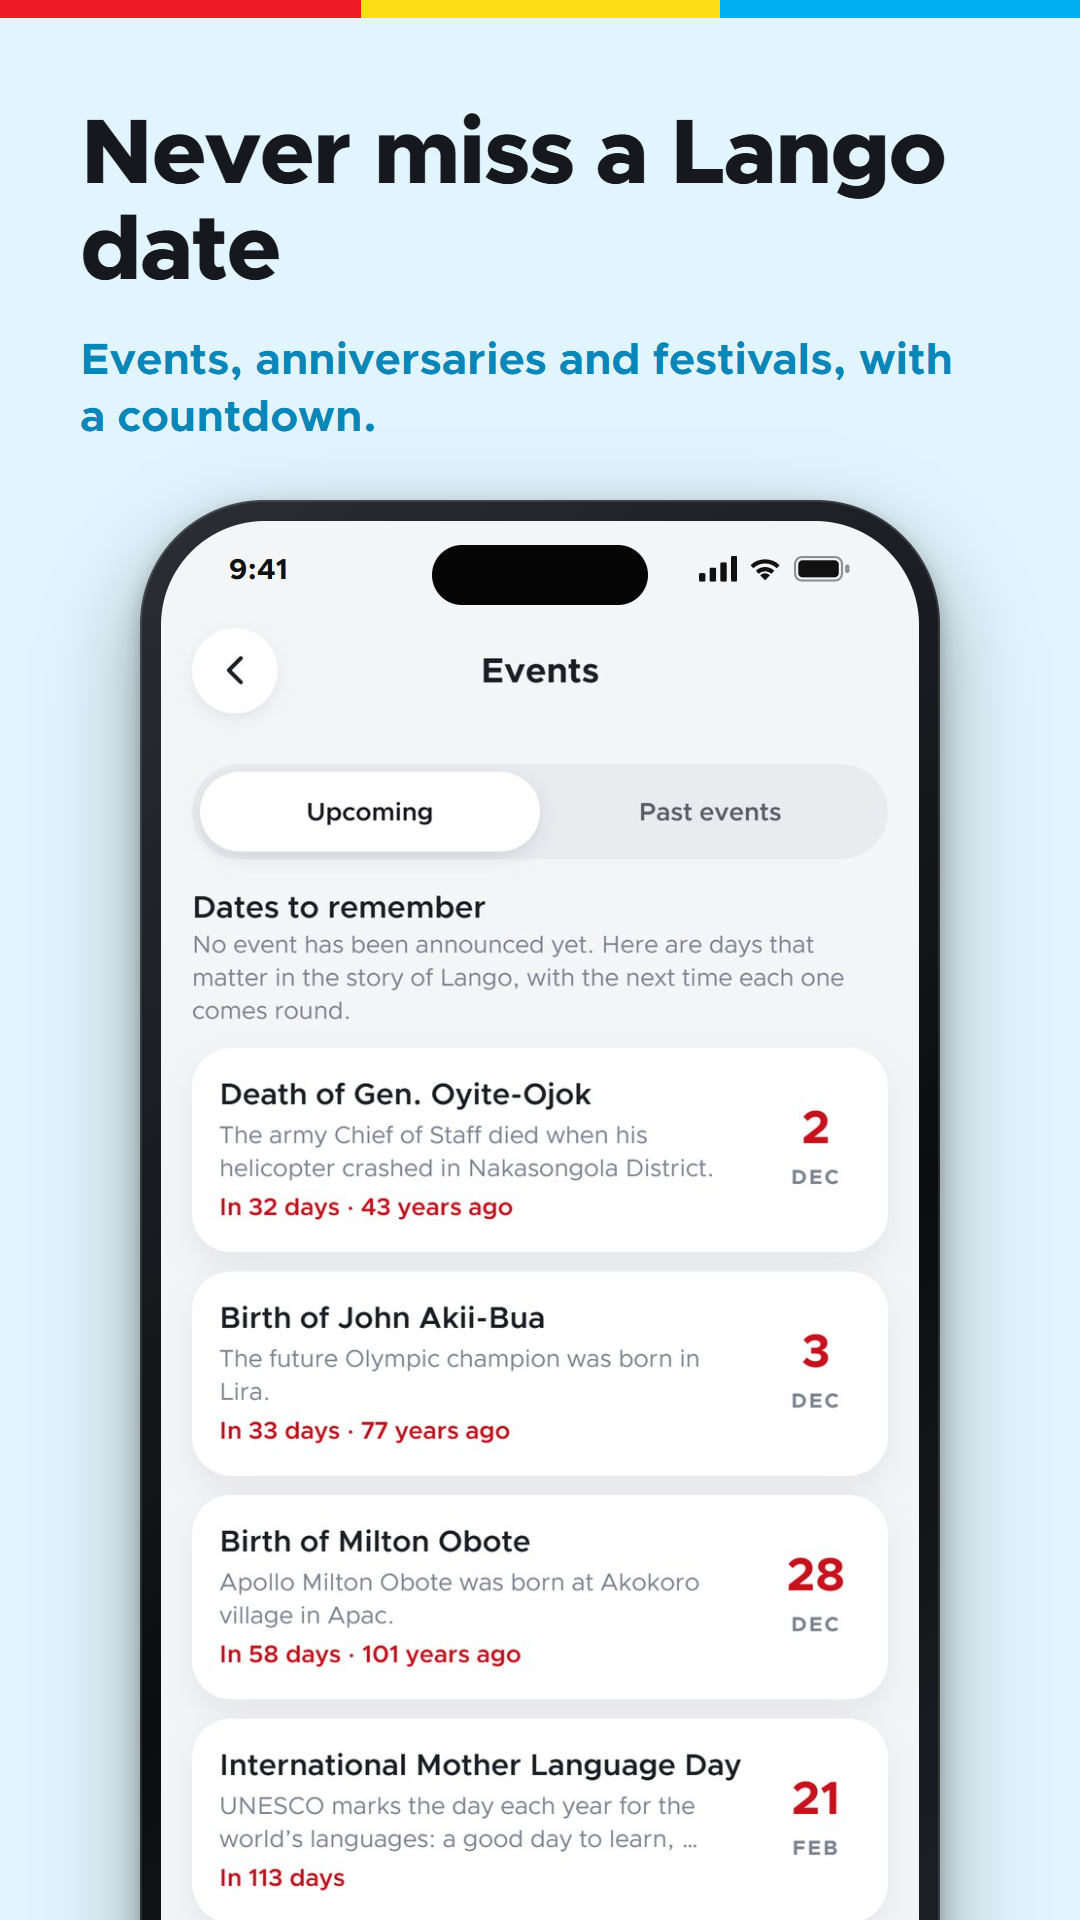 Never miss a Lango
date
Events, anniversaries and festivals, with
a countdown.
9:41
Events
Upcoming
Past events
Dates to remember
No event has been announced yet. Here are days that
matter in the story of Lango, with the next time each one
comes round.
Death of Gen. Oyite-Ojok
The army Chief of Staff died when his
helicopter crashed in Nakasongola District.
In 32 days · 43 years ago
2
DEC
Birth of John Akii-Bua
The future Olympic champion was born in
Lira.
In 33 days · 77 years ago
3
DEC
Birth of Milton Obote
Apollo Milton Obote was born at Akokoro
village in Apac.
In 58 days · 101 years ago
28
DEC
International Mother Language Day
UNESCO marks the day each year for the
world’s languages: a good day to learn, ...
In 113 days
21
FEB